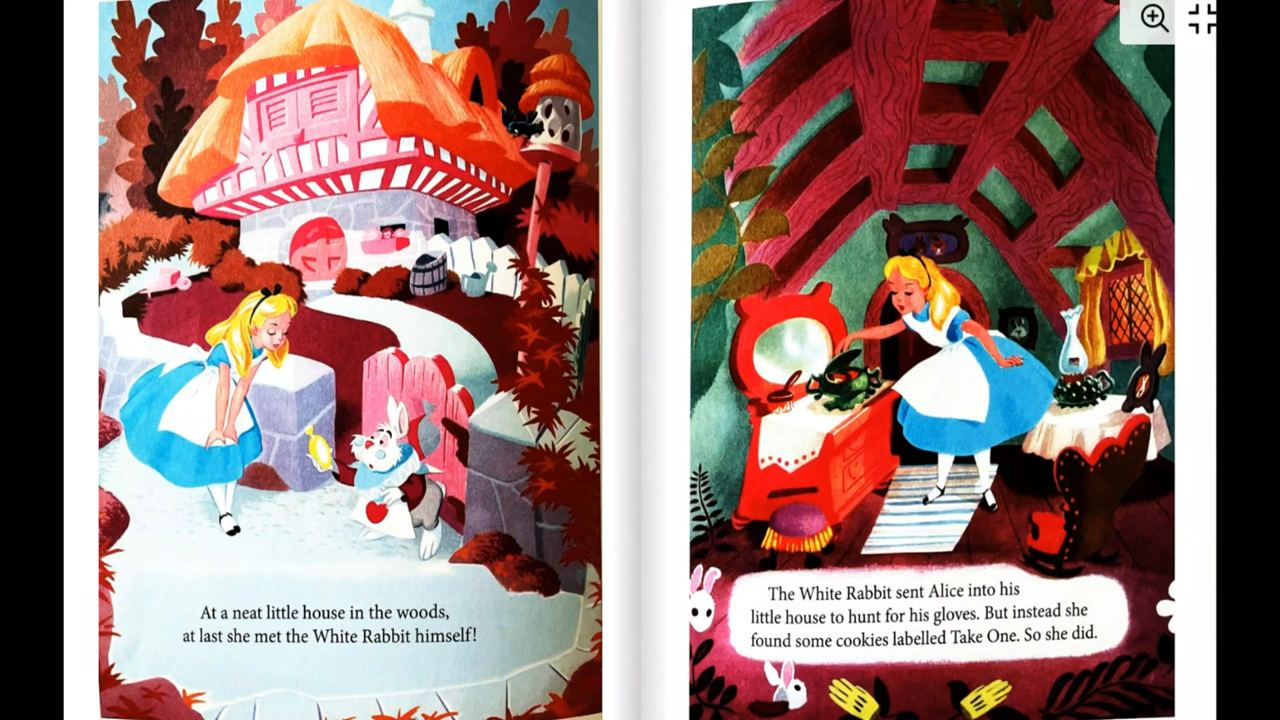 At a neat little house in the woods,
at last she met the White Rabbit himself!
The White Rabbit sent Alice into his
little house to hunt for his gloves. But instead she
found some cookies labelled Take One. So she did.